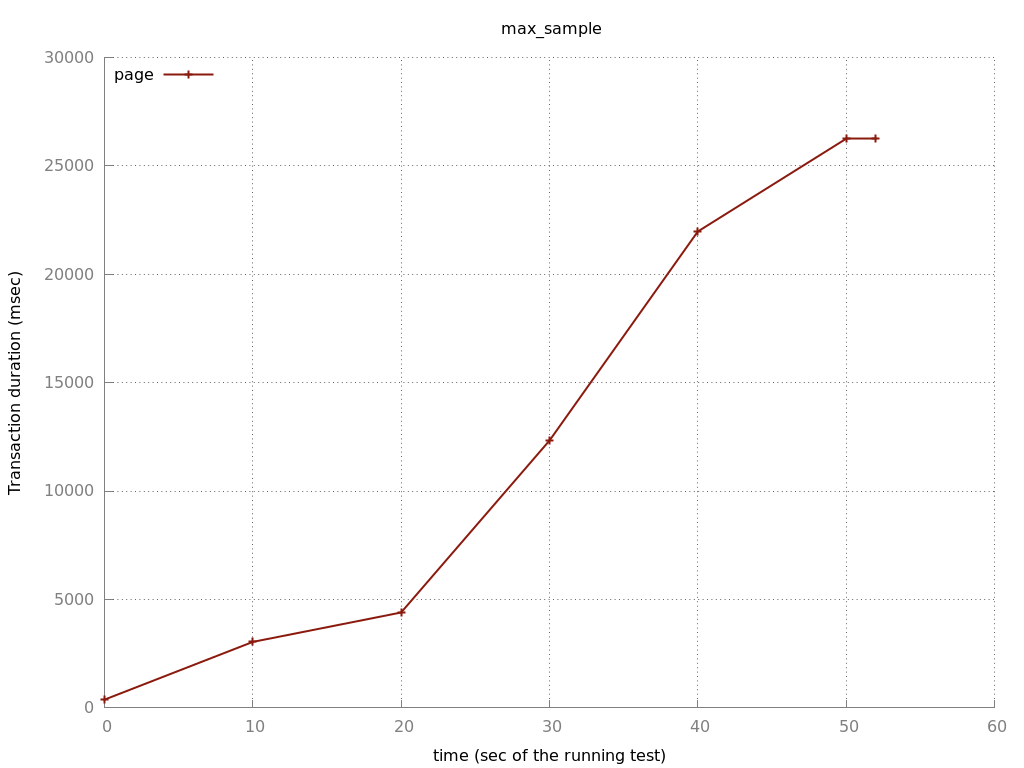 max_sample
30000
page
25000
20000
15000
10000
5000
0
Transaction duration (msec)
0 10 20 30 40 50 60
time (sec of the running test)